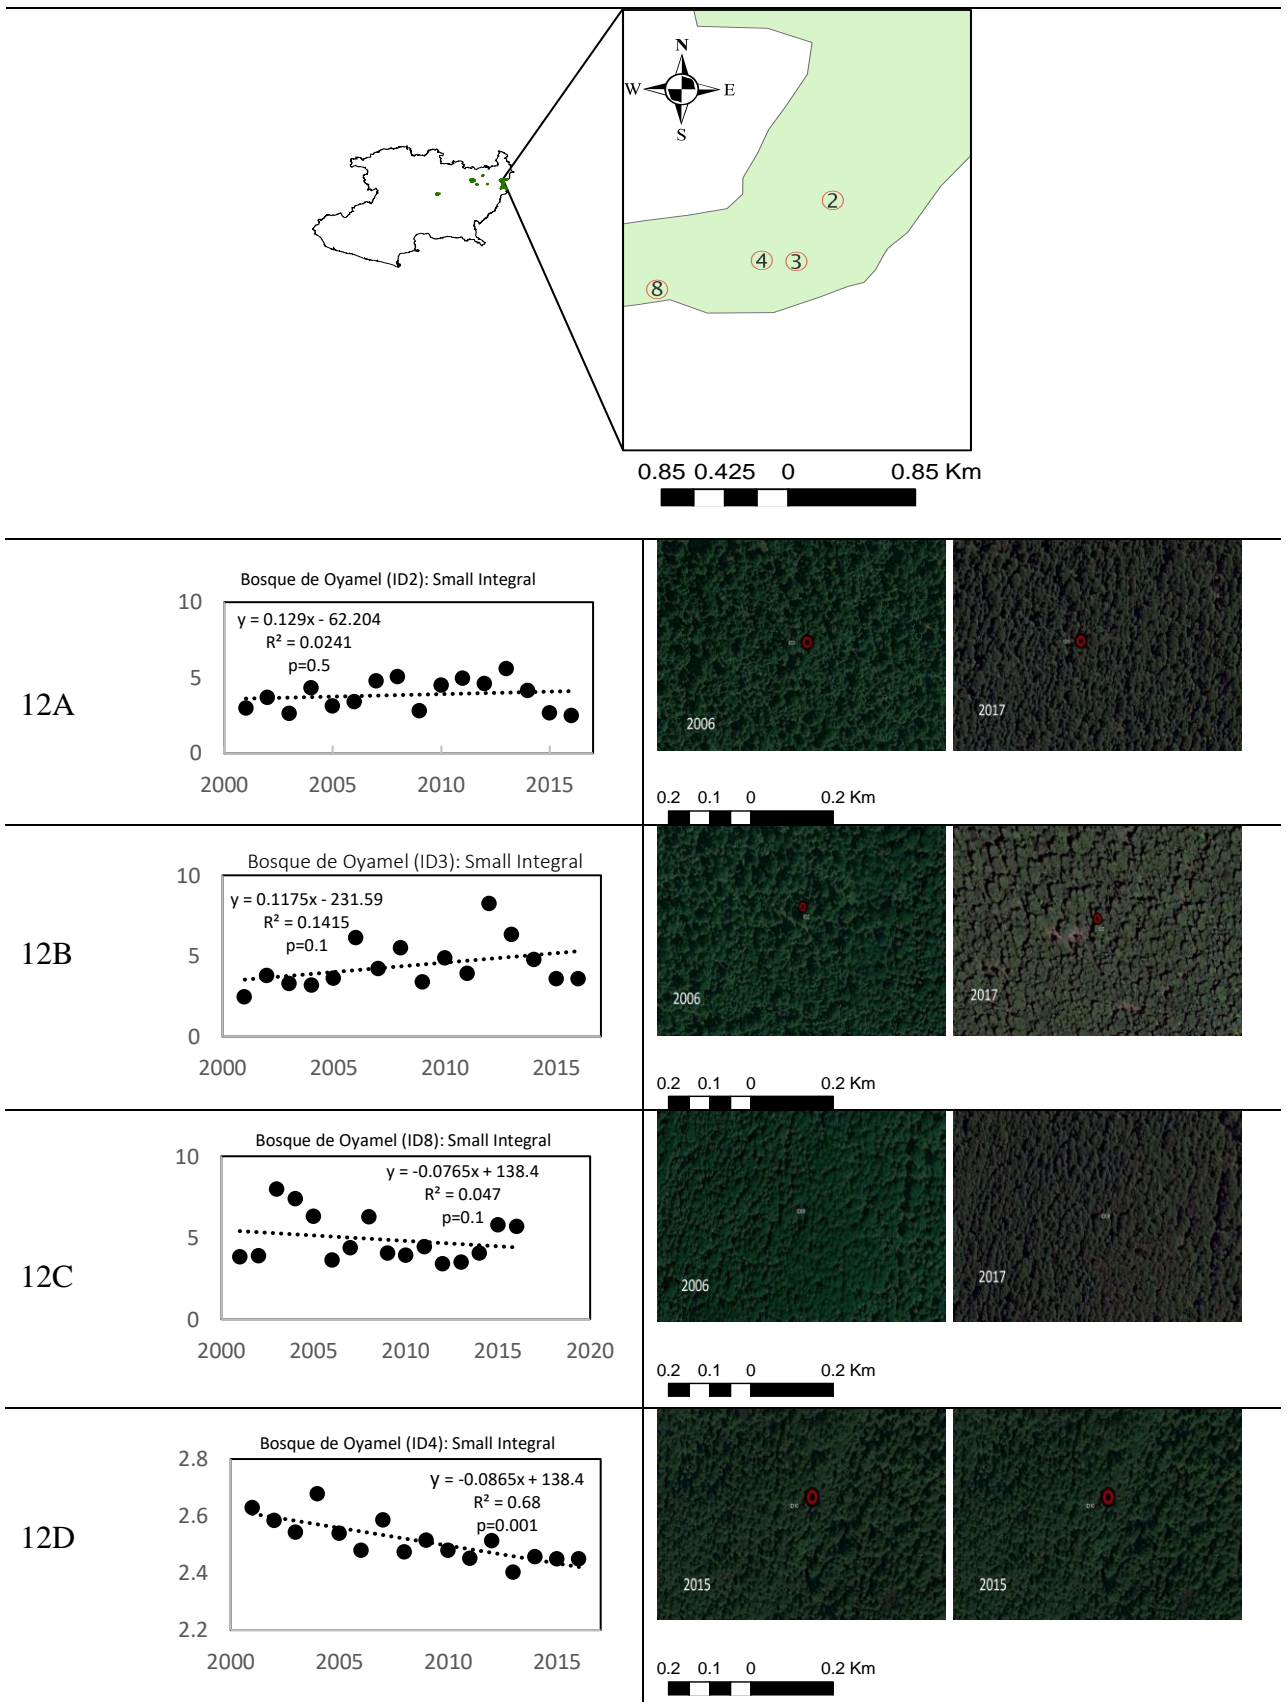 N
W E
S
2
4 3
8
0.85 0.425 0 0.85 Km
12A
Bosque de Oyamel (ID2): Small Integral
10
5
0
y = 0.129x - 62.204
R² = 0.0241
p=0.5
2000 2005 2010 2015
2006
2017
0.2 0.1 0 0.2 Km
12B
Bosque de Oyamel (ID3): Small Integral
10
5
0
y = 0.1175x - 231.59
R² = 0.1415
p=0.1
2000 2005 2010 2015
2006
2017
0.2 0.1 0 0.2 Km
12C
Bosque de Oyamel (ID8): Small Integral
10
5
0
y = -0.0765x + 138.4
R² = 0.047
p=0.1
2000 2005 2010 2015 2020
2006
2017
0.2 0.1 0 0.2 Km
12D
Bosque de Oyamel (ID4): Small Integral
2.8
2.6
2.4
2.2
y = -0.0865x + 138.4
R² = 0.68
p=0.001
2000 2005 2010 2015
2015
2015
0.2 0.1 0 0.2 Km